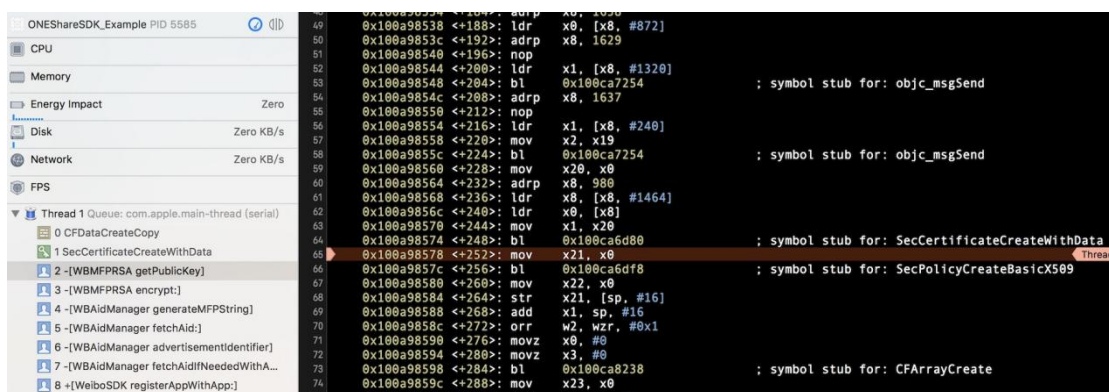 ONEShareSDK_Example PID 5585
CPU
Memory
Energy Impact Zero
Disk Zero KB/s
Network Zero KB/s
FPS
Thread 1 Queue: com.apple.main-thread (serial)
0 CFDataCreateCopy
1 SecCertificateCreateWithData
2 -[WBMFPRSA getPublicKey]
3 -[WBMFPRSA encrypt:]
4 -[WBAidManager generateMFPString]
5 -[WBAidManager fetchAid:]
6 -[WBAidManager advertisementIdentifier]
7 -[WBAidManager fetchAidIfNeededWithA...
8 +[WeiboSDK registerAppWithApp:]
49 0x100a98538 <+188>: ldr x0, [x8, #872]
50 0x100a9853c <+192>: adrp x8, 1629
51 0x100a98540 <+196>: nop
52 0x100a98544 <+200>: ldr x1, [x8, #1320]
53 0x100a98548 <+204>: bl 0x100ca7254 ; symbol stub for: objc_msgSend
54 0x100a9854c <+208>: adrp x8, 1637
55 0x100a98550 <+212>: nop
56 0x100a98554 <+216>: ldr x1, [x8, #240]
57 0x100a98558 <+220>: mov x2, x19
58 0x100a9855c <+224>: bl 0x100ca7254 ; symbol stub for: objc_msgSend
59 0x100a98560 <+228>: mov x20, x0
60 0x100a98564 <+232>: adrp x8, 980
61 0x100a98568 <+236>: ldr x8, [x8, #1464]
62 0x100a9856c <+240>: ldr x0, [x8]
63 0x100a98570 <+244>: mov x1, x20
64 0x100a98574 <+248>: bl 0x100ca6d80 ; symbol stub for: SecCertificateCreateWithData
65 0x100a98578 <+252>: mov x21, x0 Threa
66 0x100a9857c <+256>: bl 0x100ca6df8 ; symbol stub for: SecPolicyCreateBasicX509
67 0x100a98580 <+260>: mov x22, x0
68 0x100a98584 <+264>: str x21, [sp, #16]
69 0x100a98588 <+268>: add x1, sp, #16
70 0x100a9858c <+272>: orr w2, wzr, #0x1
71 0x100a98590 <+276>: movz x0, #0
72 0x100a98594 <+280>: movz x3, #0
73 0x100a98598 <+284>: bl 0x100ca8238 ; symbol stub for: CFArrayCreate
74 0x100a9859c <+288>: mov x23, x0